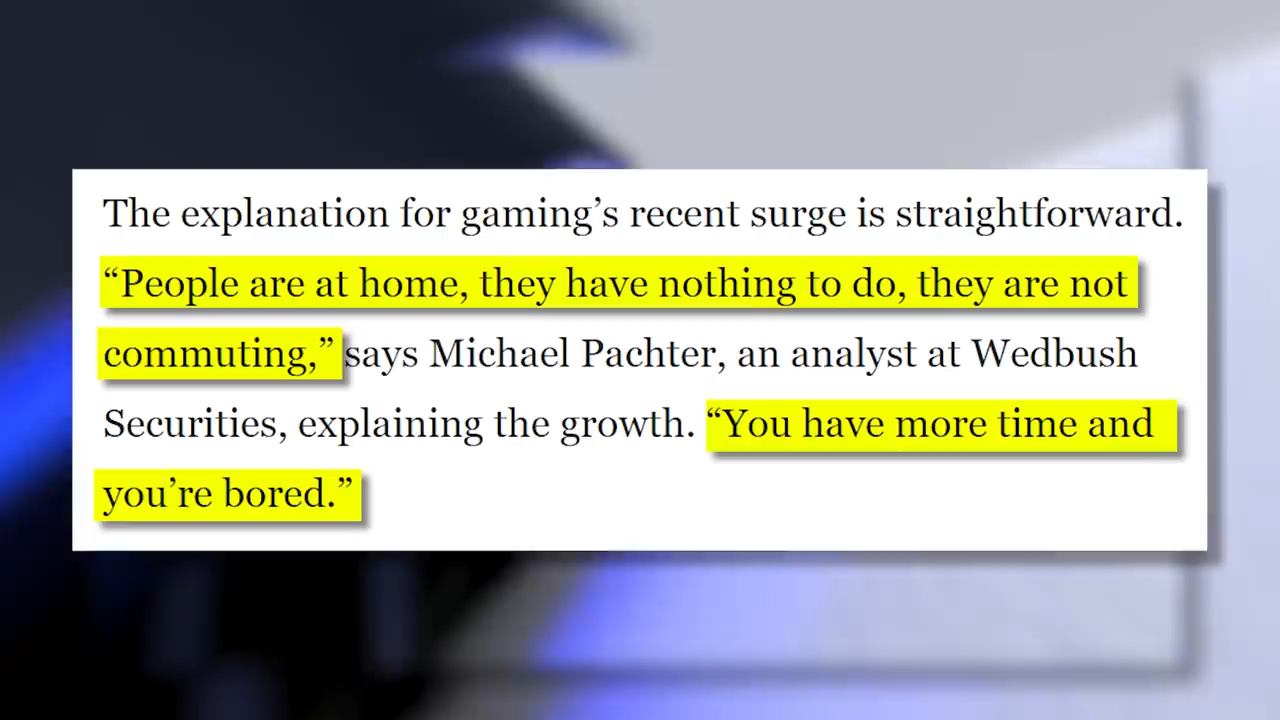 The explanation for gaming’s recent surge is straightforward.
“People are at home, they have nothing to do, they are not
commuting,” says Michael Pachter, an analyst at Wedbush
Securities, explaining the growth. “You have more time and
you’re bored.”